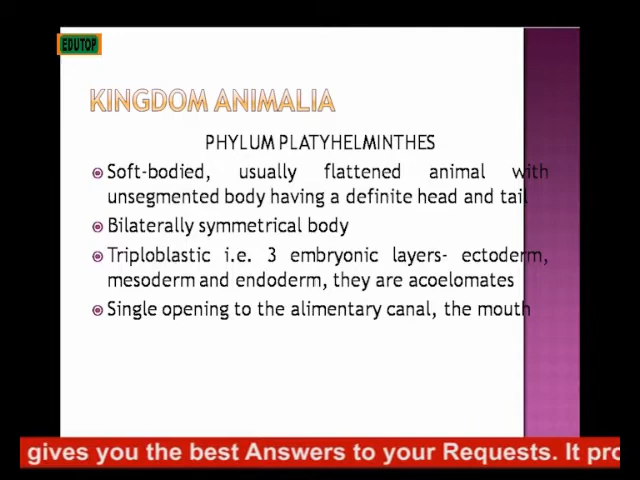 EDUTOP
KINGDOM ANIMALIA
PHYLUM PLATYHELMINTHES
Soft-bodied, usually flattened animal with
unsegmented body having a definite head and tail
Bilaterally symmetrical body
Triploblastic i.e. 3 embryonic layers- ectoderm,
mesoderm and endoderm, they are acoelomates
Single opening to the alimentary canal, the mouth
gives you the best Answers to your Requests. It pro